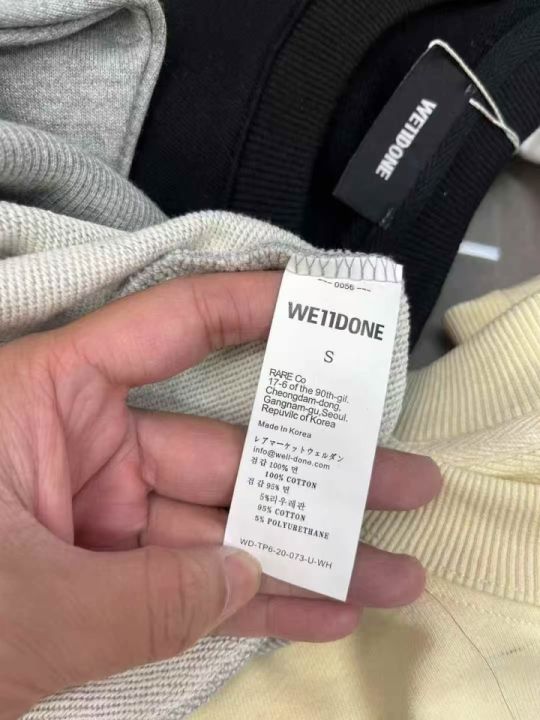 WE11DONE
--- 0056 ---
WE11DONE
S
RARE Co
17-6 of the 90th-gil.
Cheongdam-dong,
Gangnam-gu,Seoul.
Repuvilc of Korea
Made In Korea
レアマーケットウェルダン
info@well-done.com
겉감 100% 면
100% COTTON
겉감 95% 면
5%리우레판
95% COTTON
5% POLYURETHANE
WD-TP6-20-073-U-WH